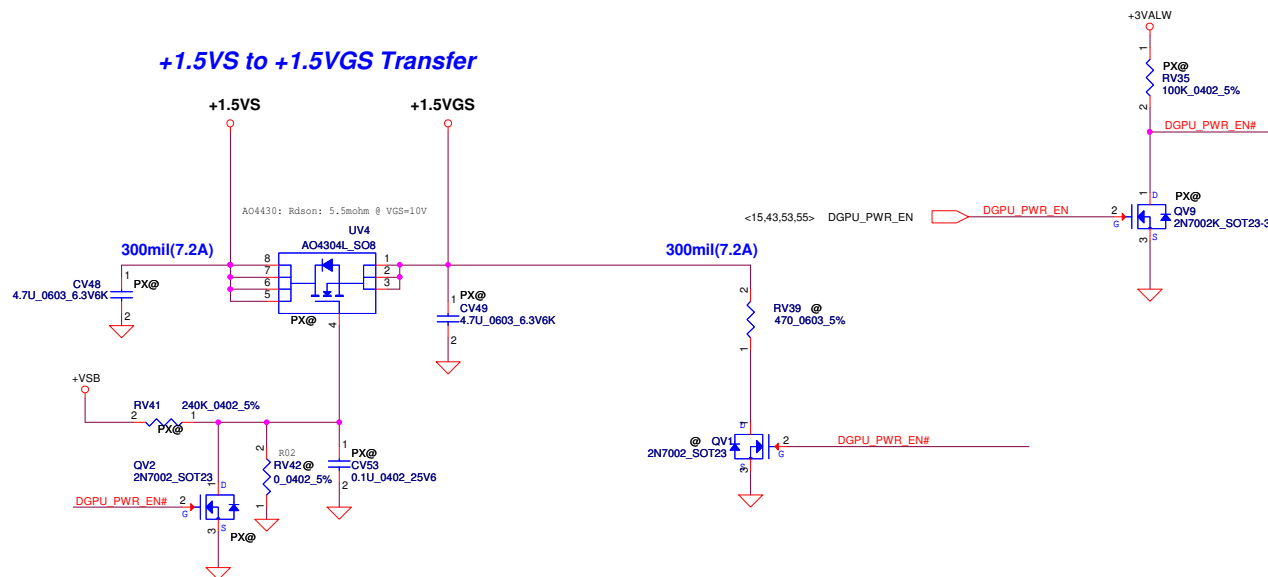 +1.5VS to +1.5VGS Transfer
+1.5VS
+1.5VGS
AO4430: Rdson: 5.5mohm @ VGS=10V
UV4
AO4304L_SO8
300mil(7.2A)
8
7
6
5
1
2
3
4
PX@
1
CV48
PX@
4.7U_0603_6.3V6K
2
1
PX@
CV49
4.7U_0603_6.3V6K
2
300mil(7.2A)
2
RV39 @
470_0603_5%
1
1
D
@ QV1
2N7002_SOT23
2
G
3
S
DGPU_PWR_EN#
+VSB
RV41 240K_0402_5%
2
1
PX@
QV2
2N7002_SOT23
1
D
DGPU_PWR_EN#
2
G
3
S
PX@
2
R02
RV42 @
0_0402_5%
1
1
PX@
CV53
0.1U_0402_25V6
2
+3VALW
1
PX@
RV35
100K_0402_5%
2
DGPU_PWR_EN#
<15,43,53,55> DGPU_PWR_EN
DGPU_PWR_EN
1
D
PX@
2
G
QV9
2N7002K_SOT23-3
3
S